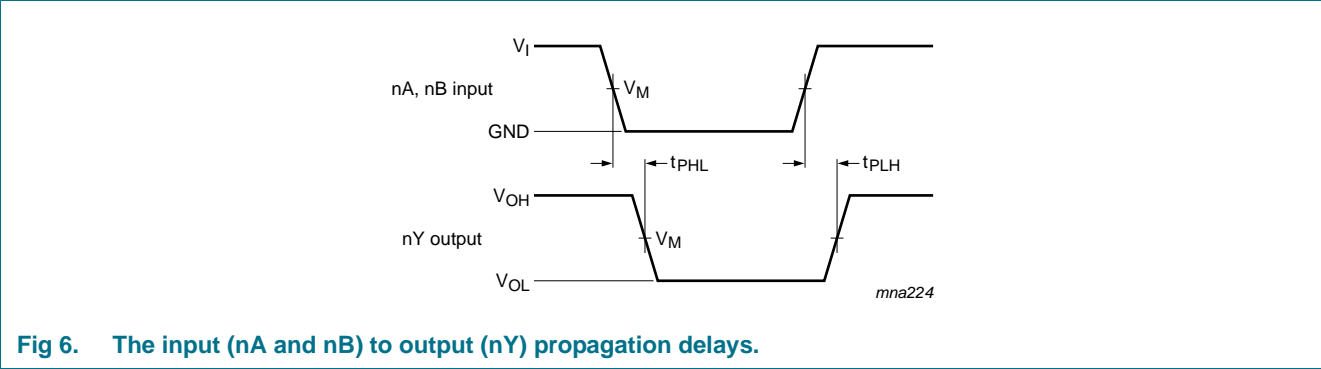 VI
nA, nB input
VM
GND
tPHL
tPLH
VOH
nY output
VM
VOL
mna224
Fig 6. The input (nA and nB) to output (nY) propagation delays.